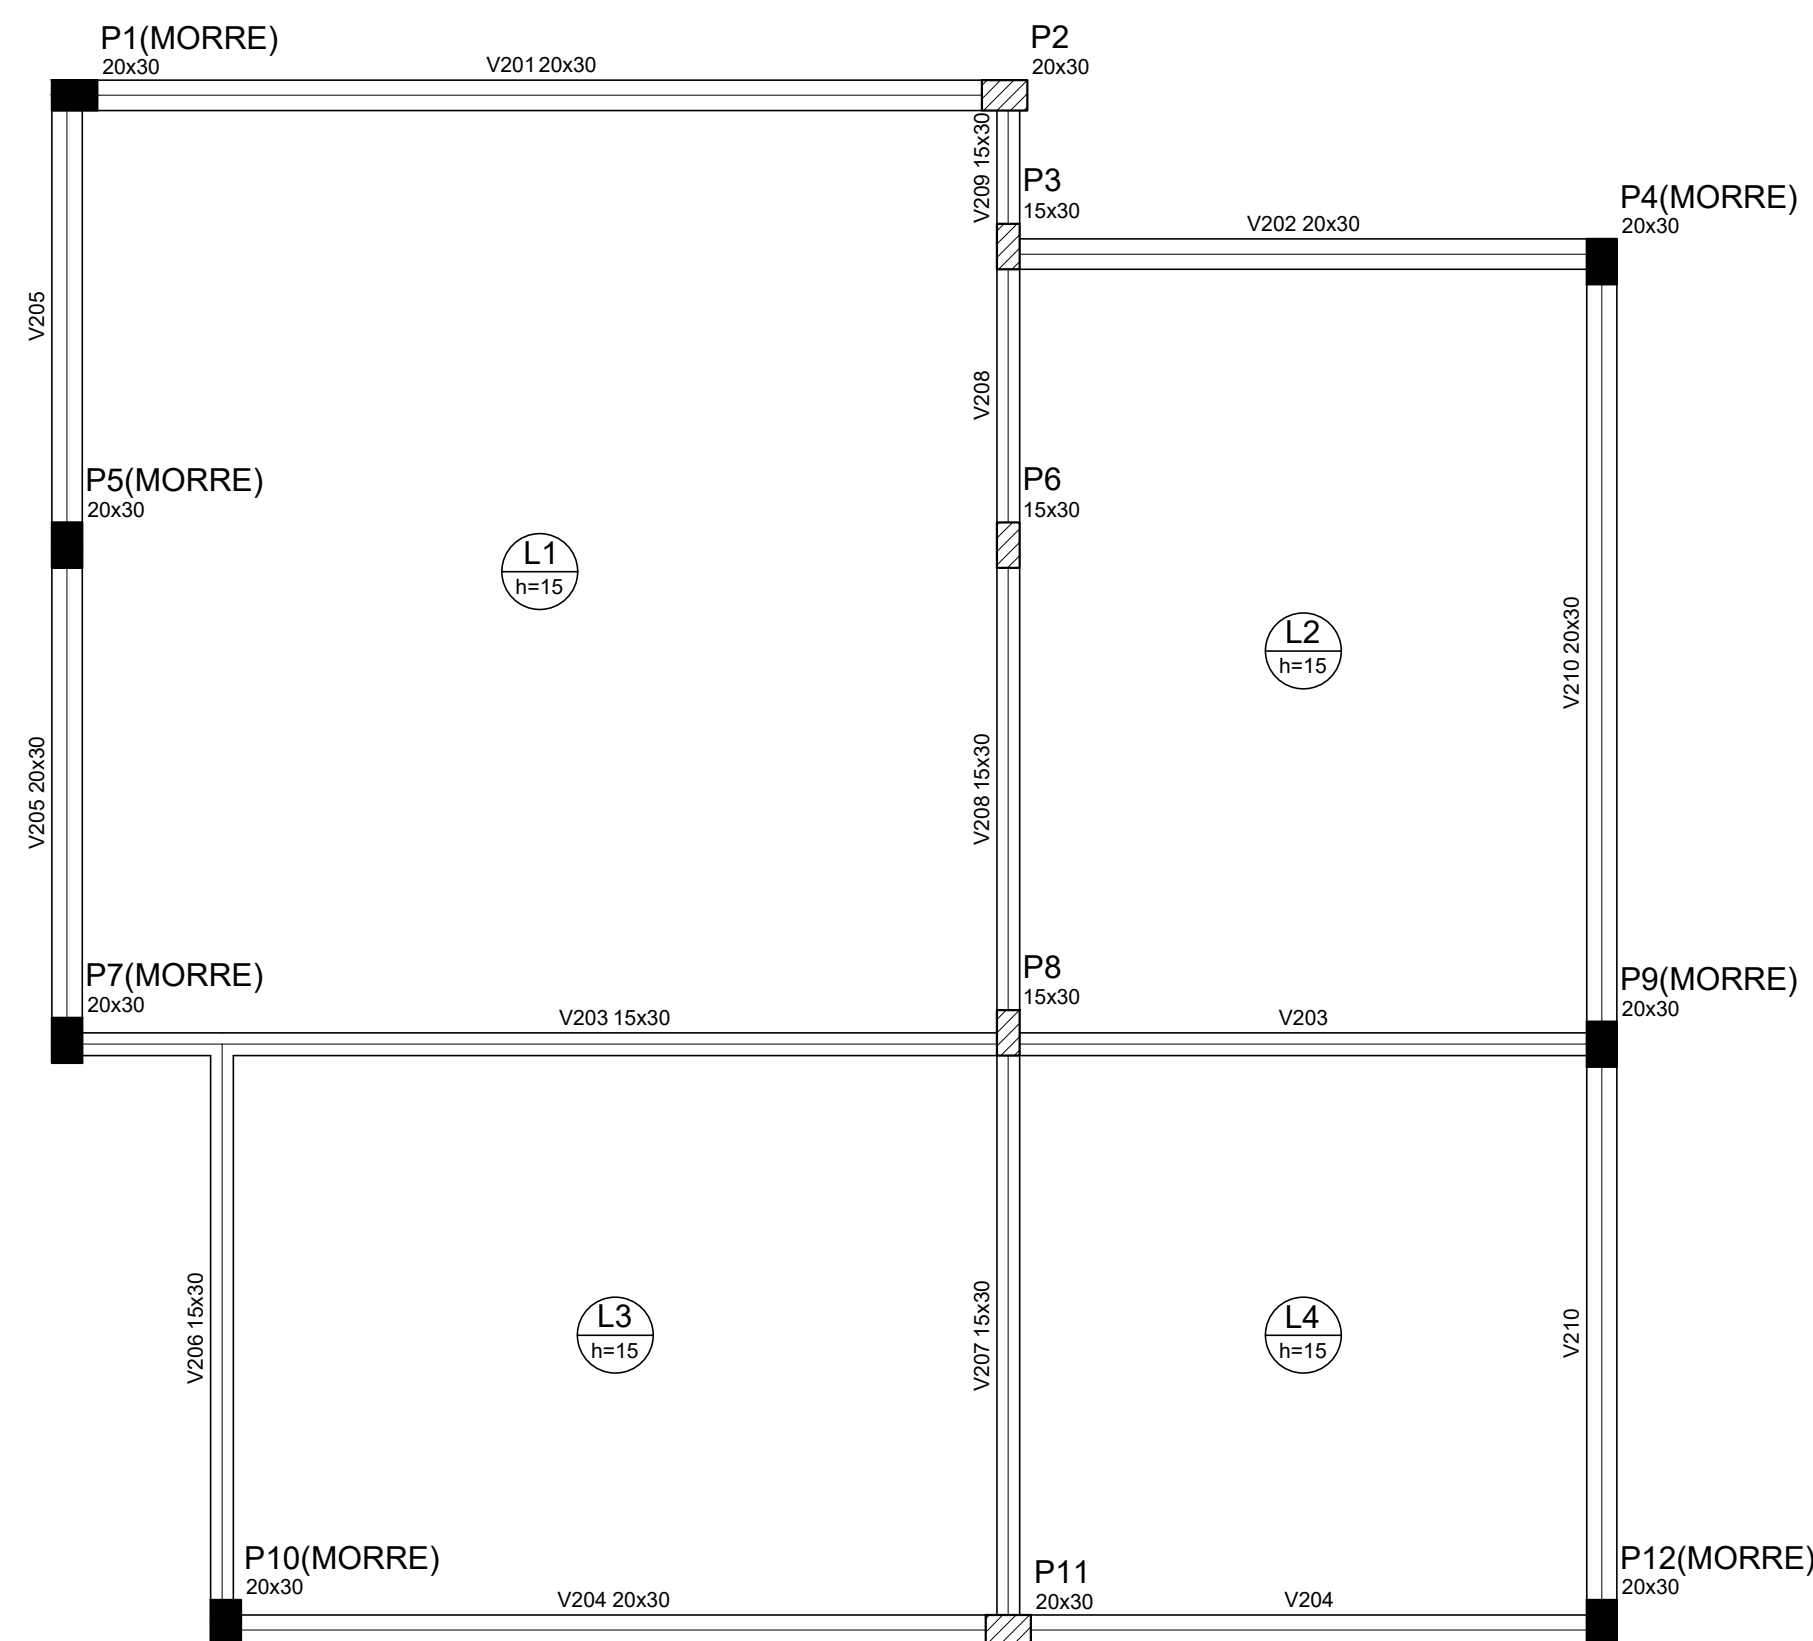 P1(MORRE)
20x30
V201 20x30
P2
20x30
V209 15x30
P3
15x30
V202 20x30
P4(MORRE)
20x30
V205
V208
P5(MORRE)
20x30
P6
15x30
L1
h=15
L2
h=15
V210 20x30
V205 20x30
V208 15x30
P7(MORRE)
20x30
V203 15x30
P8
15x30
V203
P9(MORRE)
20x30
V206 15x30
L3
h=15
V207 15x30
L4
h=15
V210
P10(MORRE)
20x30
V204 20x30
P11
20x30
V204
P12(MORRE)
20x30